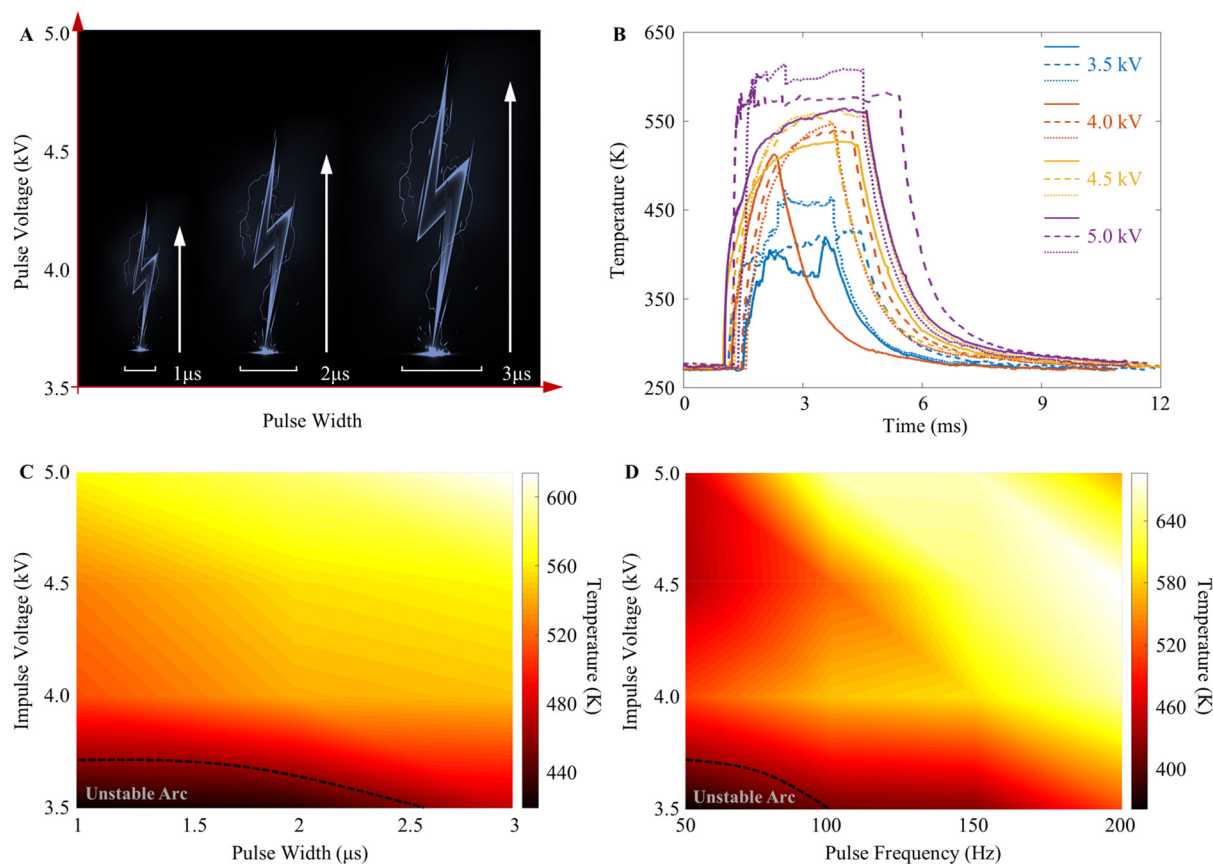 A
Pulse Voltage (kV)
5.0
4.5
4.0
3.5
1μs
2μs
3μs
Pulse Width
B
Temperature (K)
650
550
450
350
250
3.5 kV
4.0 kV
4.5 kV
5.0 kV
0
3
6
9
12
Time (ms)
C
Impulse Voltage (kV)
5.0
4.5
4.0
3.5
Unstable Arc
1
1.5
2
2.5
3
Pulse Width (μs)
600
560
520
480
440
Temperature (K)
D
Impulse Voltage (kV)
5.0
4.5
4.0
3.5
Unstable Arc
50
100
150
200
Pulse Frequency (Hz)
640
580
520
460
400
Temperature (K)